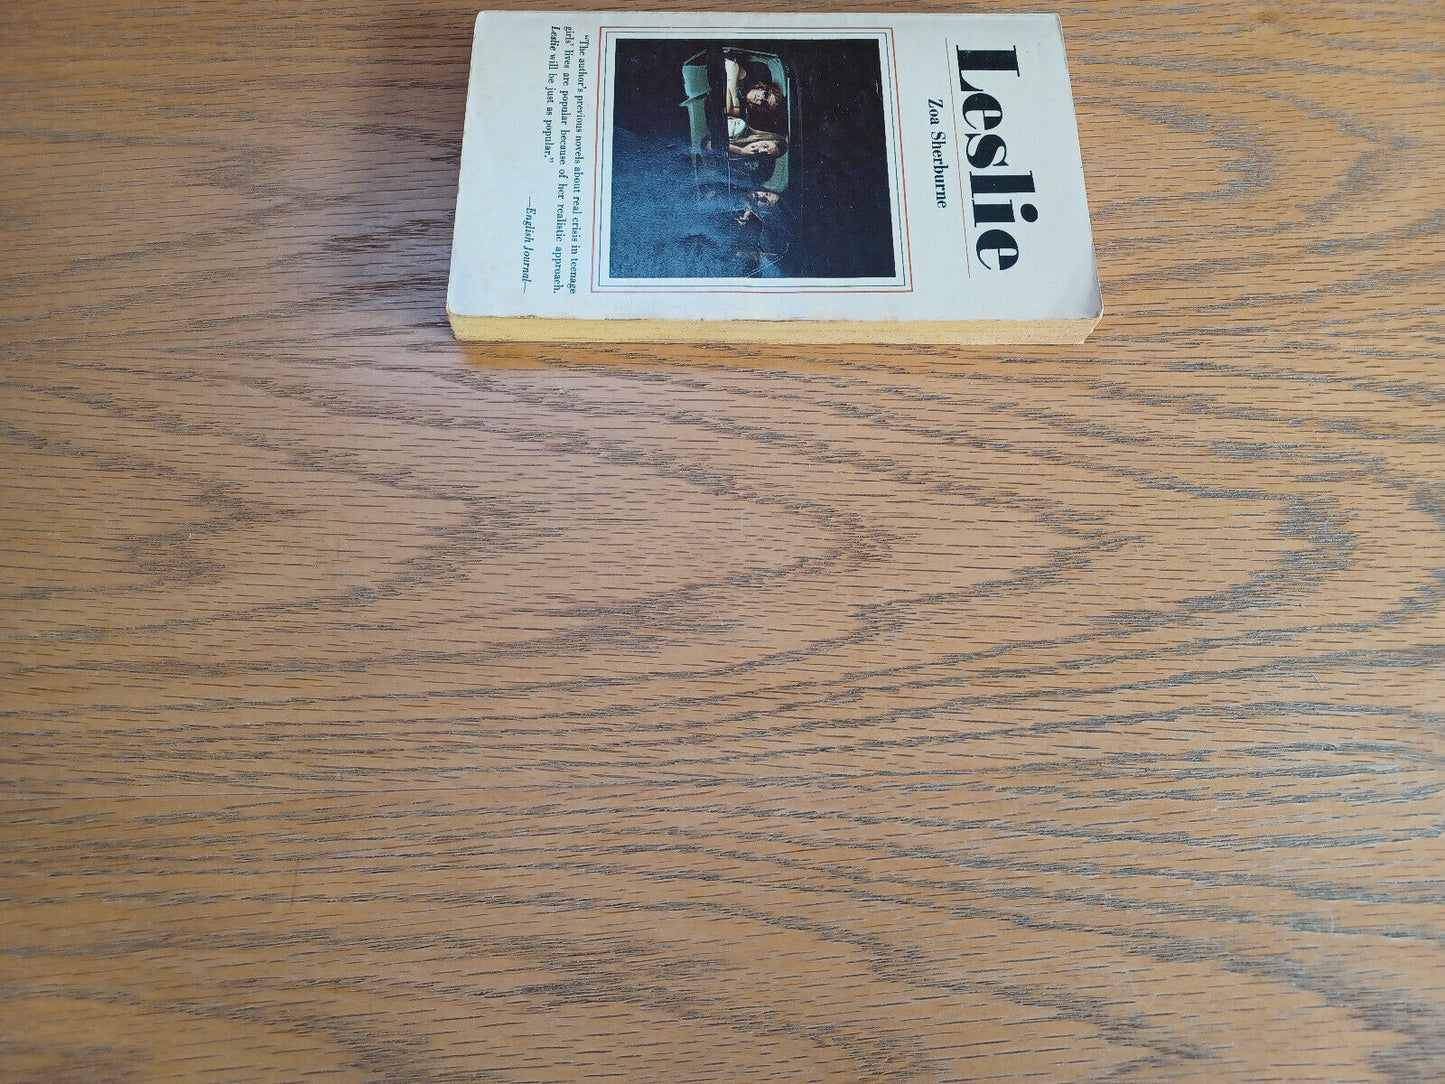 Leslie
Zoa Sherburne
"The author's previous novels about real crisis in teenage
girls' lives are popular because of her realistic approach.
Leslie will be just as popular."
—English Journal—